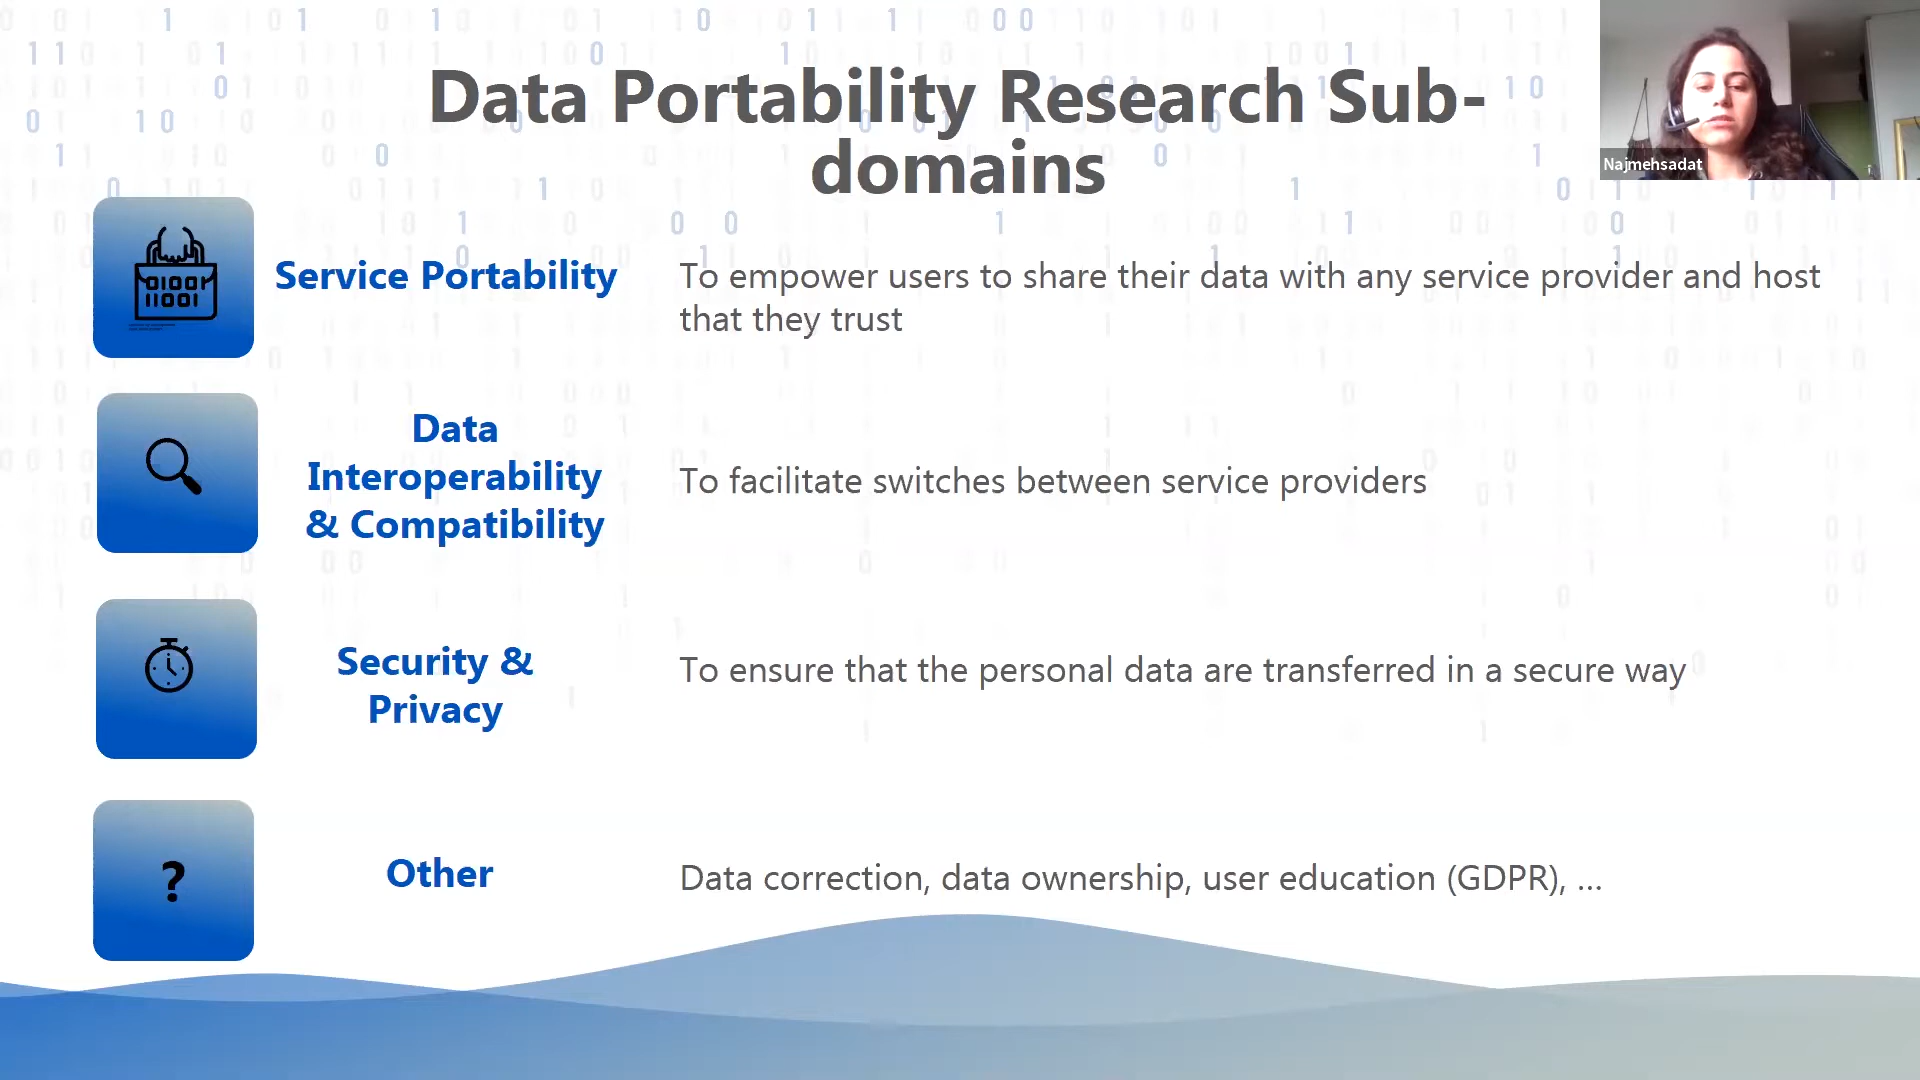 Data Portability Research Sub-
domains
Najmehsadat
Service Portability
To empower users to share their data with any service provider and host
that they trust
01001
11001
Data
Interoperability
& Compatibility
To facilitate switches between service providers
Security &
Privacy
To ensure that the personal data are transferred in a secure way
?
Other
Data correction, data ownership, user education (GDPR), ...